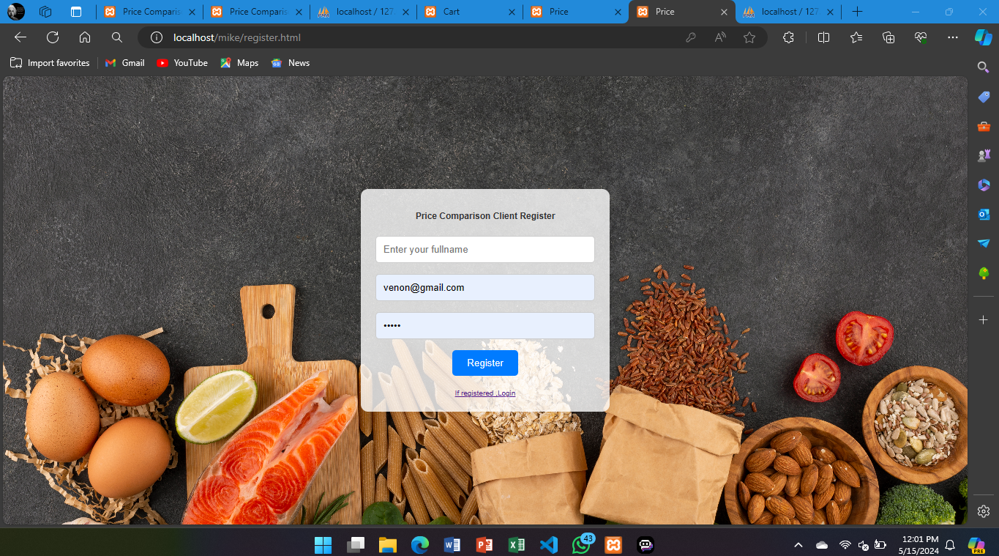 Price Comparis
Price Comparis
localhost / 127
Cart
Price
Price
localhost / 127
localhost/mike/register.html
Import favorites
Gmail
YouTube
Maps
News
Price Comparison Client Register
Enter your fullname
venon@gmail.com
•••••
Register
If registered ,Login
43
12:01 PM
5/15/2024
PRE